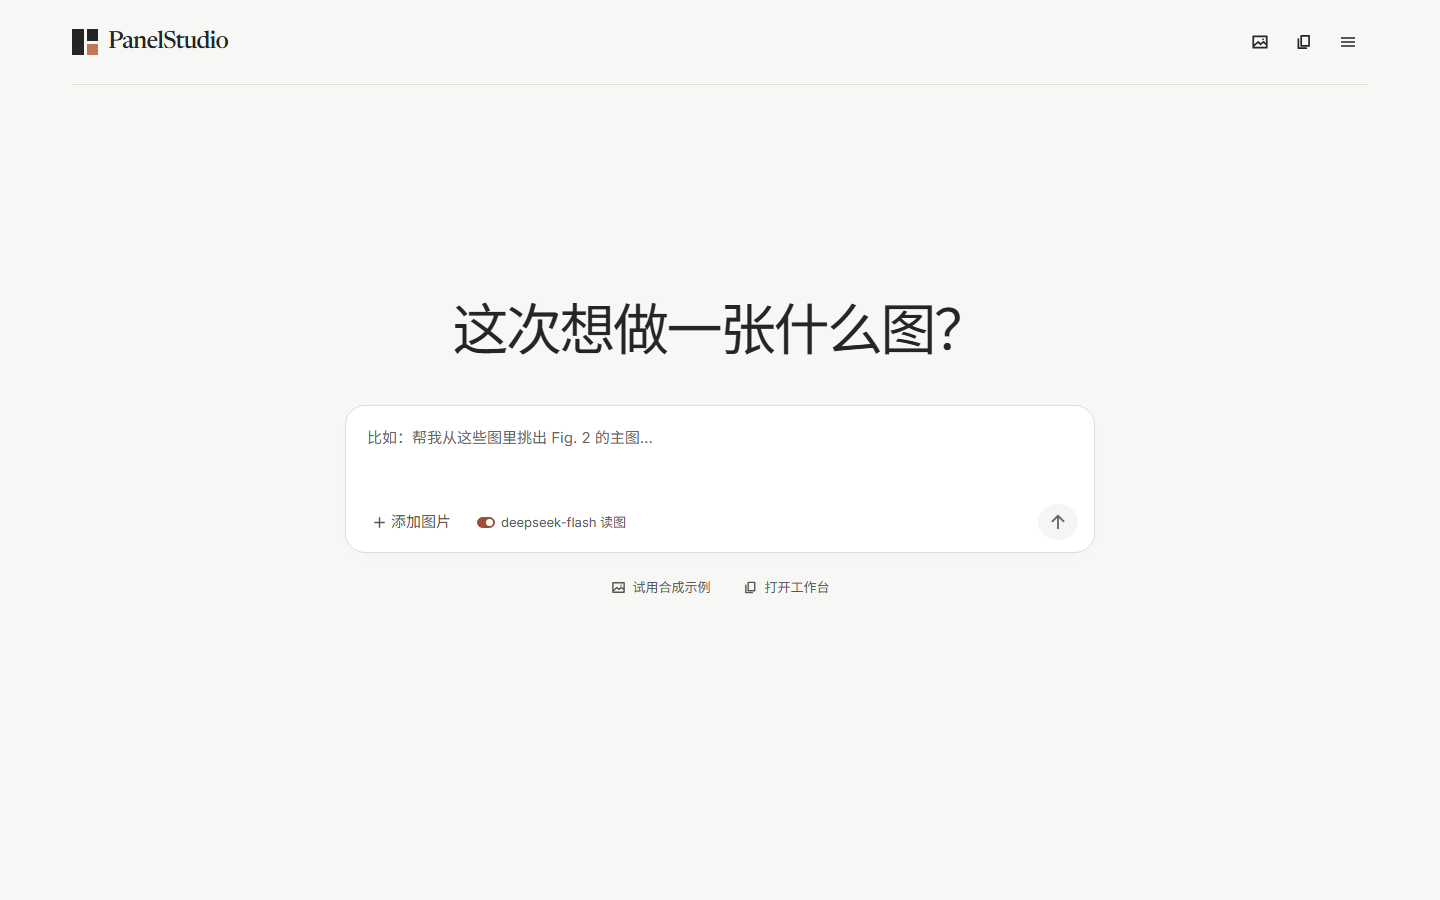 PanelStudio
这次想做一张什么图?
比如：帮我从这些图里挑出 Fig. 2 的主图...
添加图片
deepseek-flash 读图
试用合成示例
打开工作台